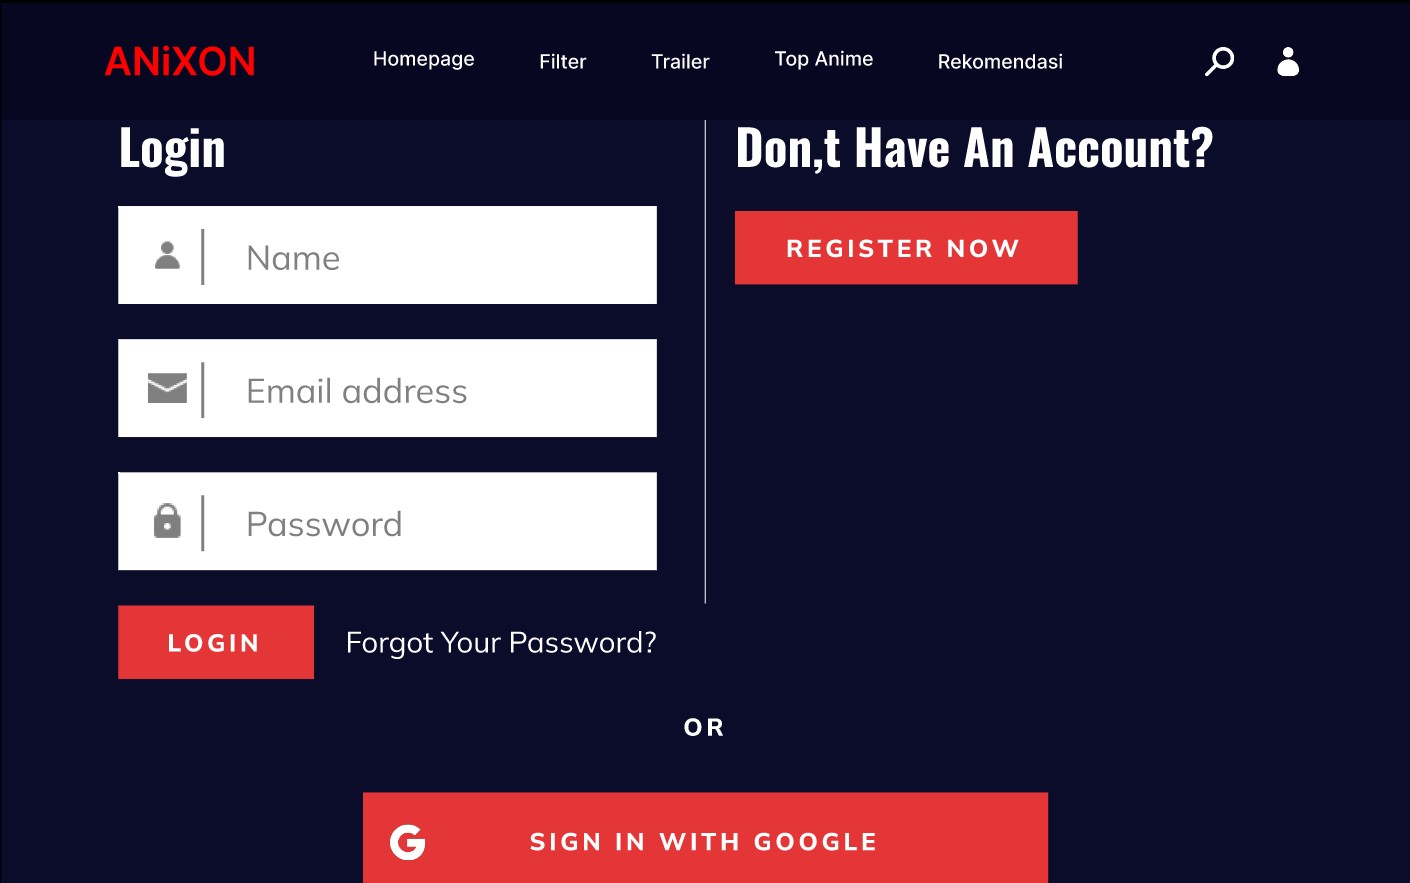 ANiXON
Homepage
Filter
Trailer
Top Anime
Rekomendasi
Login
Name
Email address
Password
LOGIN
Forgot Your Password?
Don,t Have An Account?
REGISTER NOW
OR
SIGN IN WITH GOOGLE